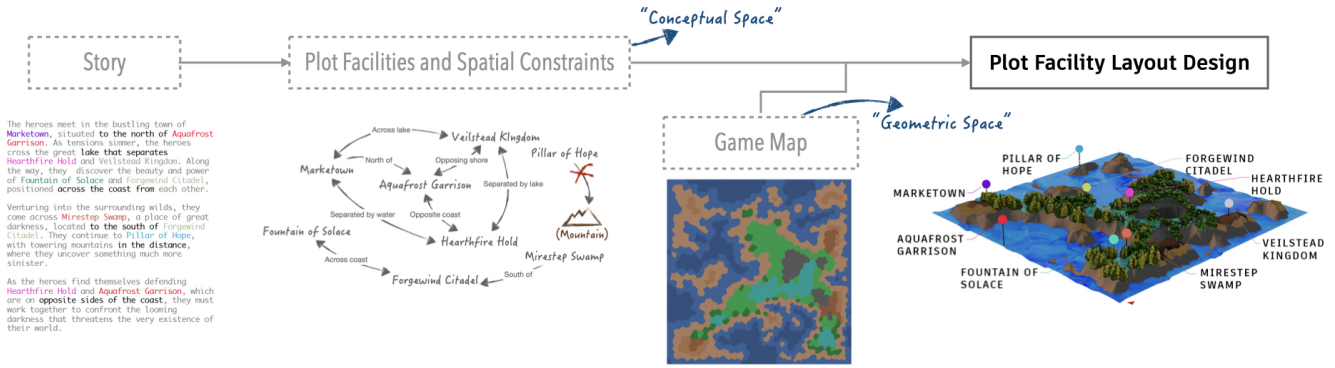 “Conceptual Space”
Story
Plot Facilities and Spatial Constraints
Plot Facility Layout Design
“Geometric Space”
Game Map
The heroes meet in the bustling town of
Marketown, situated to the north of Aquafrost
Garrison. As tensions simmer, the heroes
cross the great lake that separates
Hearthfire Hold and Veilstead Kingdom. Along
the way, they discover the beauty and power
of Fountain of Solace and Forgewind Citadel,
positioned across the coast from each other.
Venturing into the surrounding wilds, they
come across Mirestep Swamp, a place of great
darkness, located to the south of Forgewind
Citadel. They continue to Pillar of Hope,
with towering mountains in the distance,
where they uncover something much more
sinister.
As the heroes find themselves defending
Hearthfire Hold and Aquafrost Garrison, which
are on opposite sides of the coast, they must
work together to confront the looming
darkness that threatens the very existence of
their world.
Across lake
Veilstead KIngdom
Marketown
North of
Opposing shore
Aquafrost Garrison
Separated by lake
Separated by water
Opposite coast
Fountain of Solace
Hearthfire Hold
Across coast
Forgewind Citadel
South of
Mirestep Swamp
Pillar of Hope
(Mountain)
PILLAR OF
HOPE
FORGEWIND
CITADEL
HEARTHFIRE
HOLD
MARKETOWN
AQUAFROST
GARRISON
VEILSTEAD
KINGDOM
FOUNTAIN OF
SOLACE
MIRESTEP
SWAMP